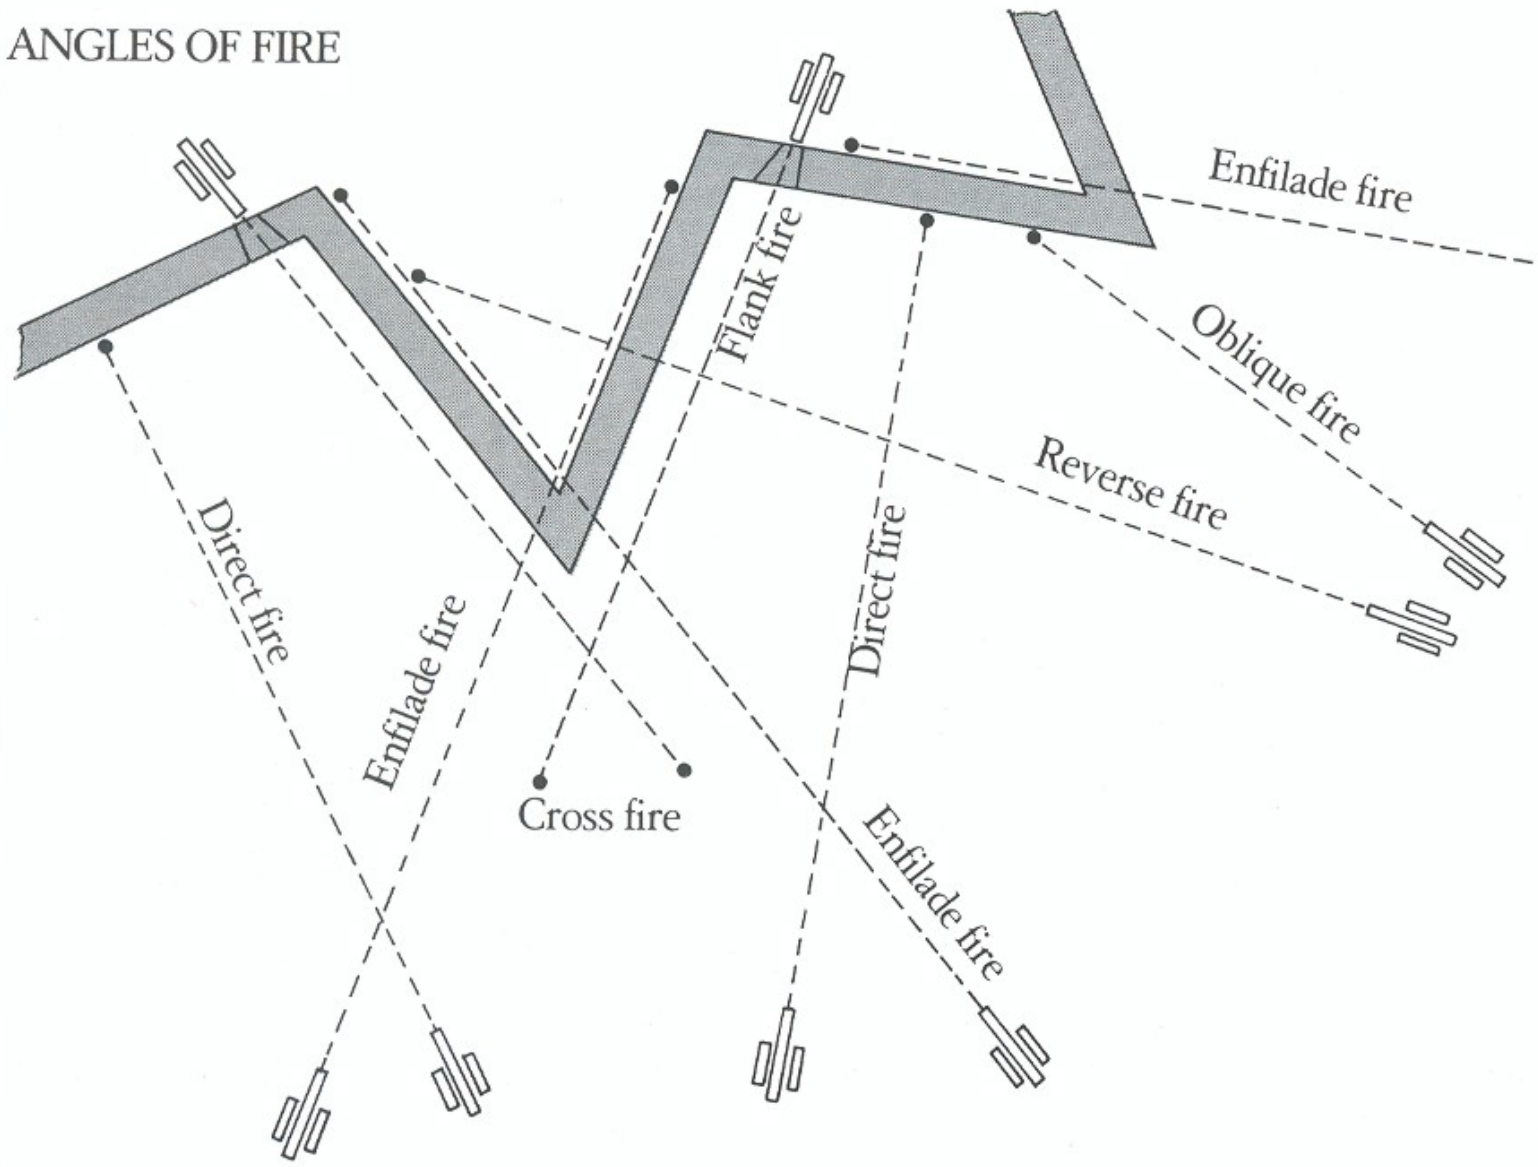 ANGLES OF FIRE
Enfilade fire
Flank fire
Oblique fire
Reverse fire
Direct fire
Direct fire
Enfilade fire
Cross fire
Enfilade fire